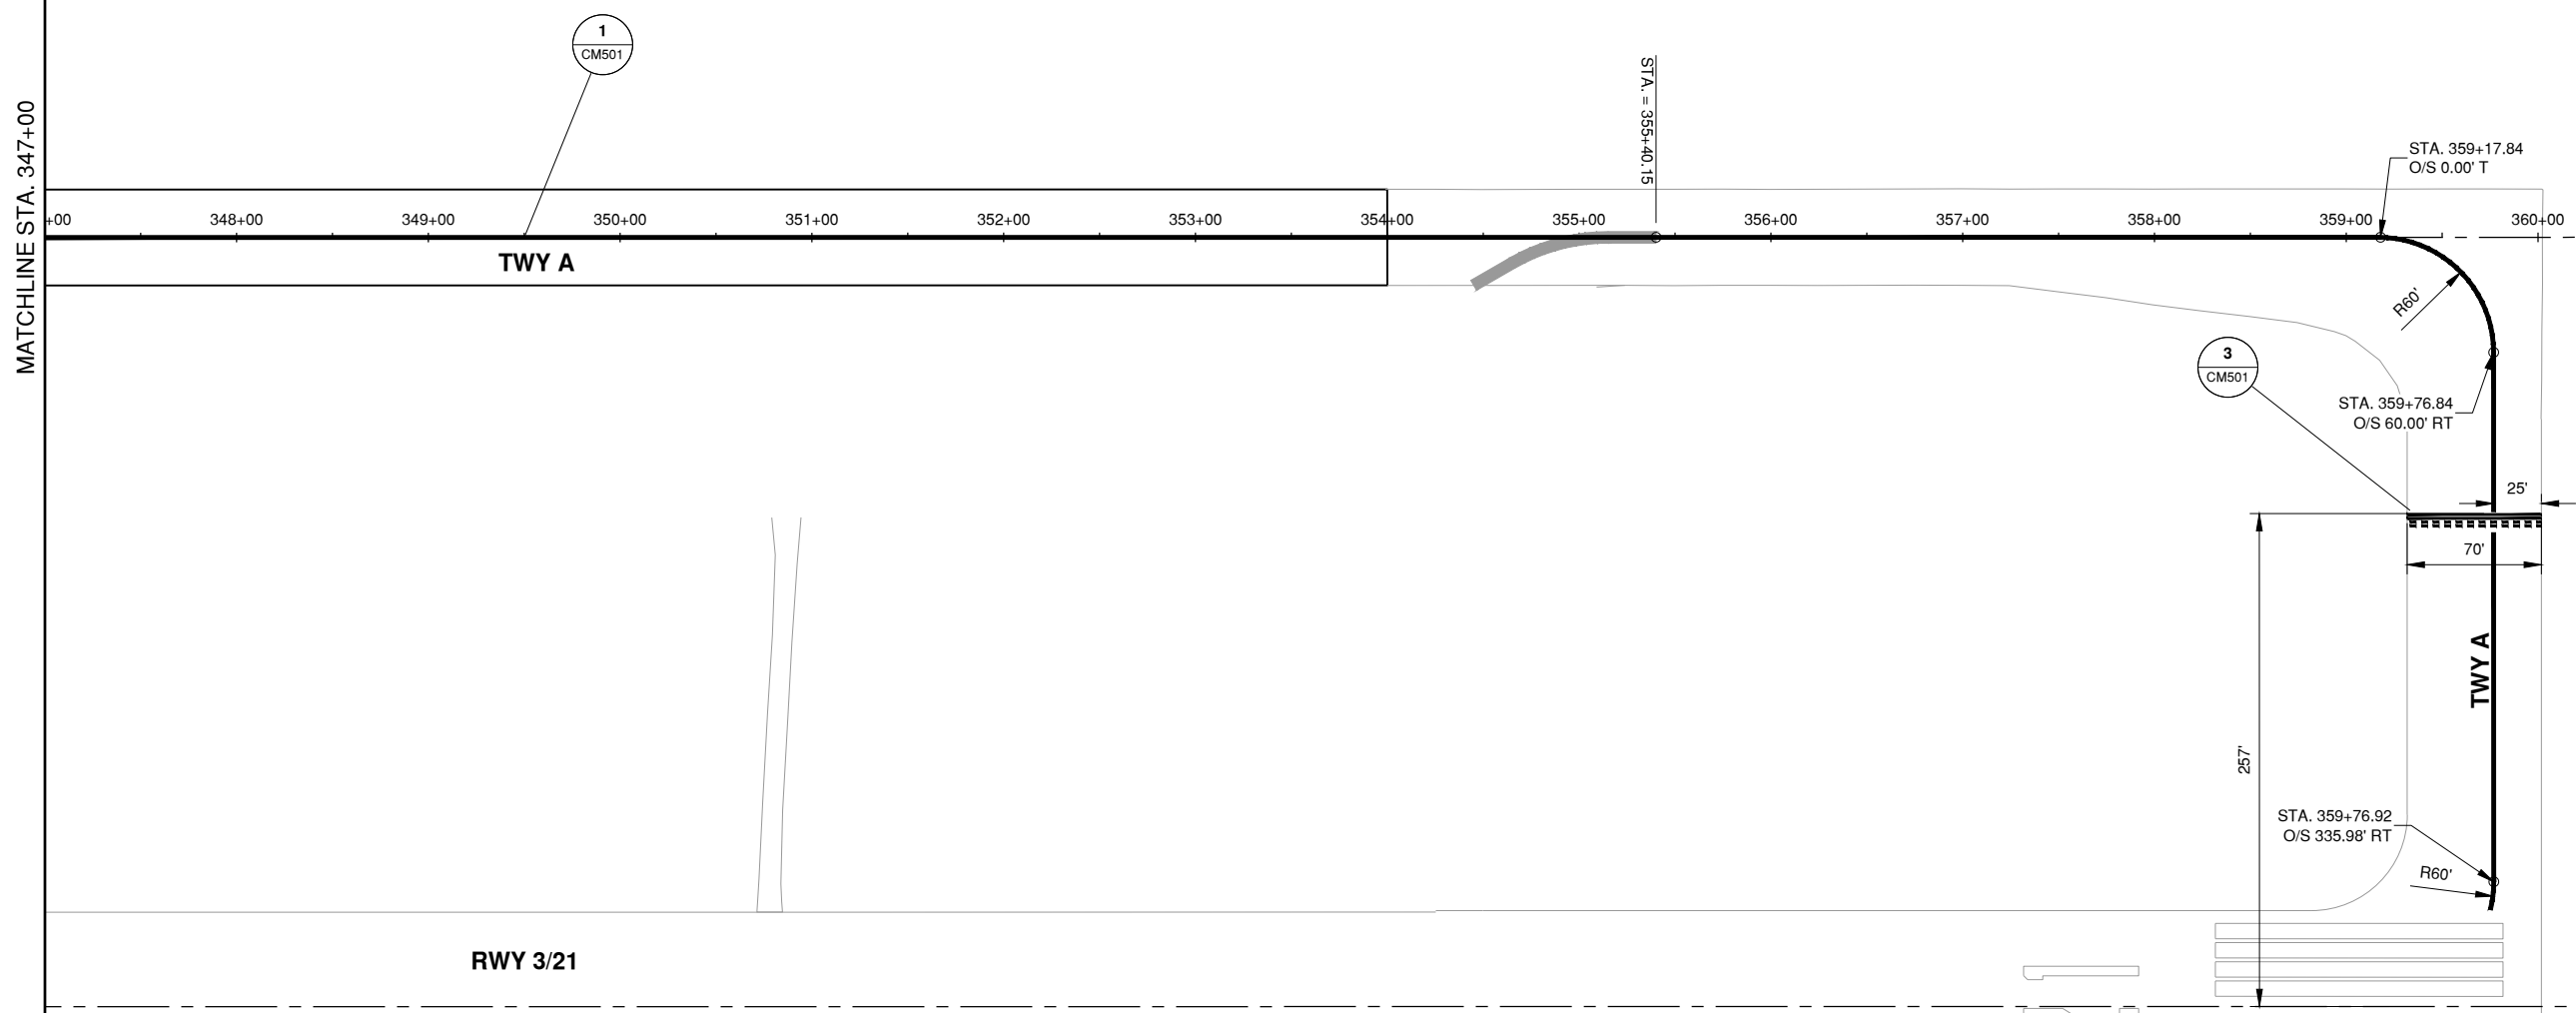 1
CM501
MATCHLINE STA. 347+00
STA. = 355+40.15
STA. 359+17.84
O/S 0.00' T
+00
348+00
349+00
350+00
351+00
352+00
353+00
354+00
355+00
356+00
357+00
358+00
359+00
360+00
TWY A
R60'
3
CM501
STA. 359+76.84
O/S 60.00' RT
25'
70'
TWY A
257'
STA. 359+76.92
O/S 335.98' RT
R60'
RWY 3/21